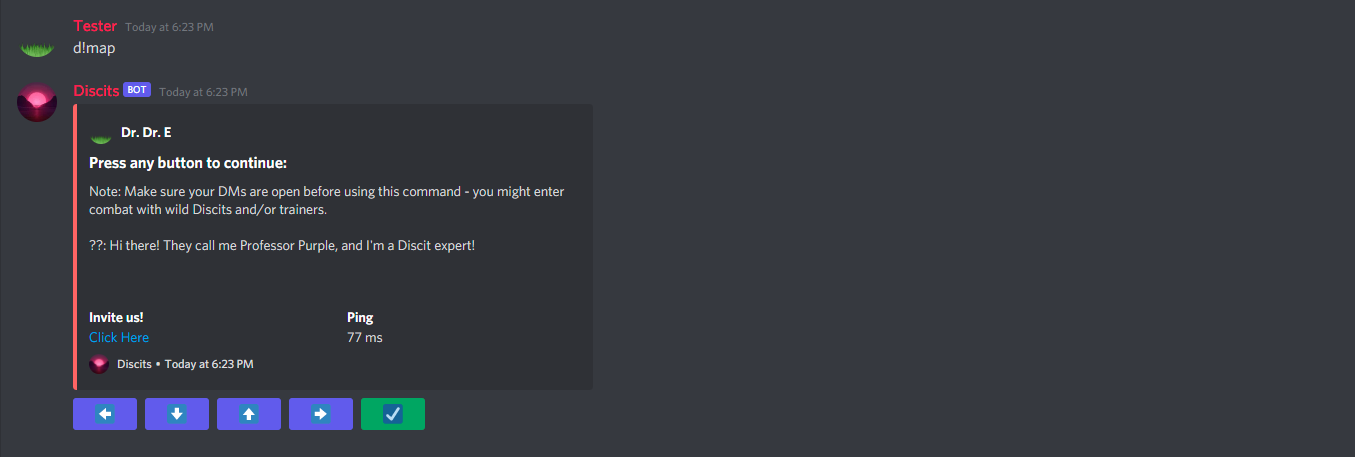 Tester Today at 6:23 PM
d!map
Discits BOT Today at 6:23 PM
Dr. Dr. E
Press any button to continue:
Note: Make sure your DMs are open before using this command - you might enter
combat with wild Discits and/or trainers.
??: Hi there! They call me Professor Purple, and I'm a Discit expert!
Invite us! Ping
Click Here 77 ms
Discits • Today at 6:23 PM